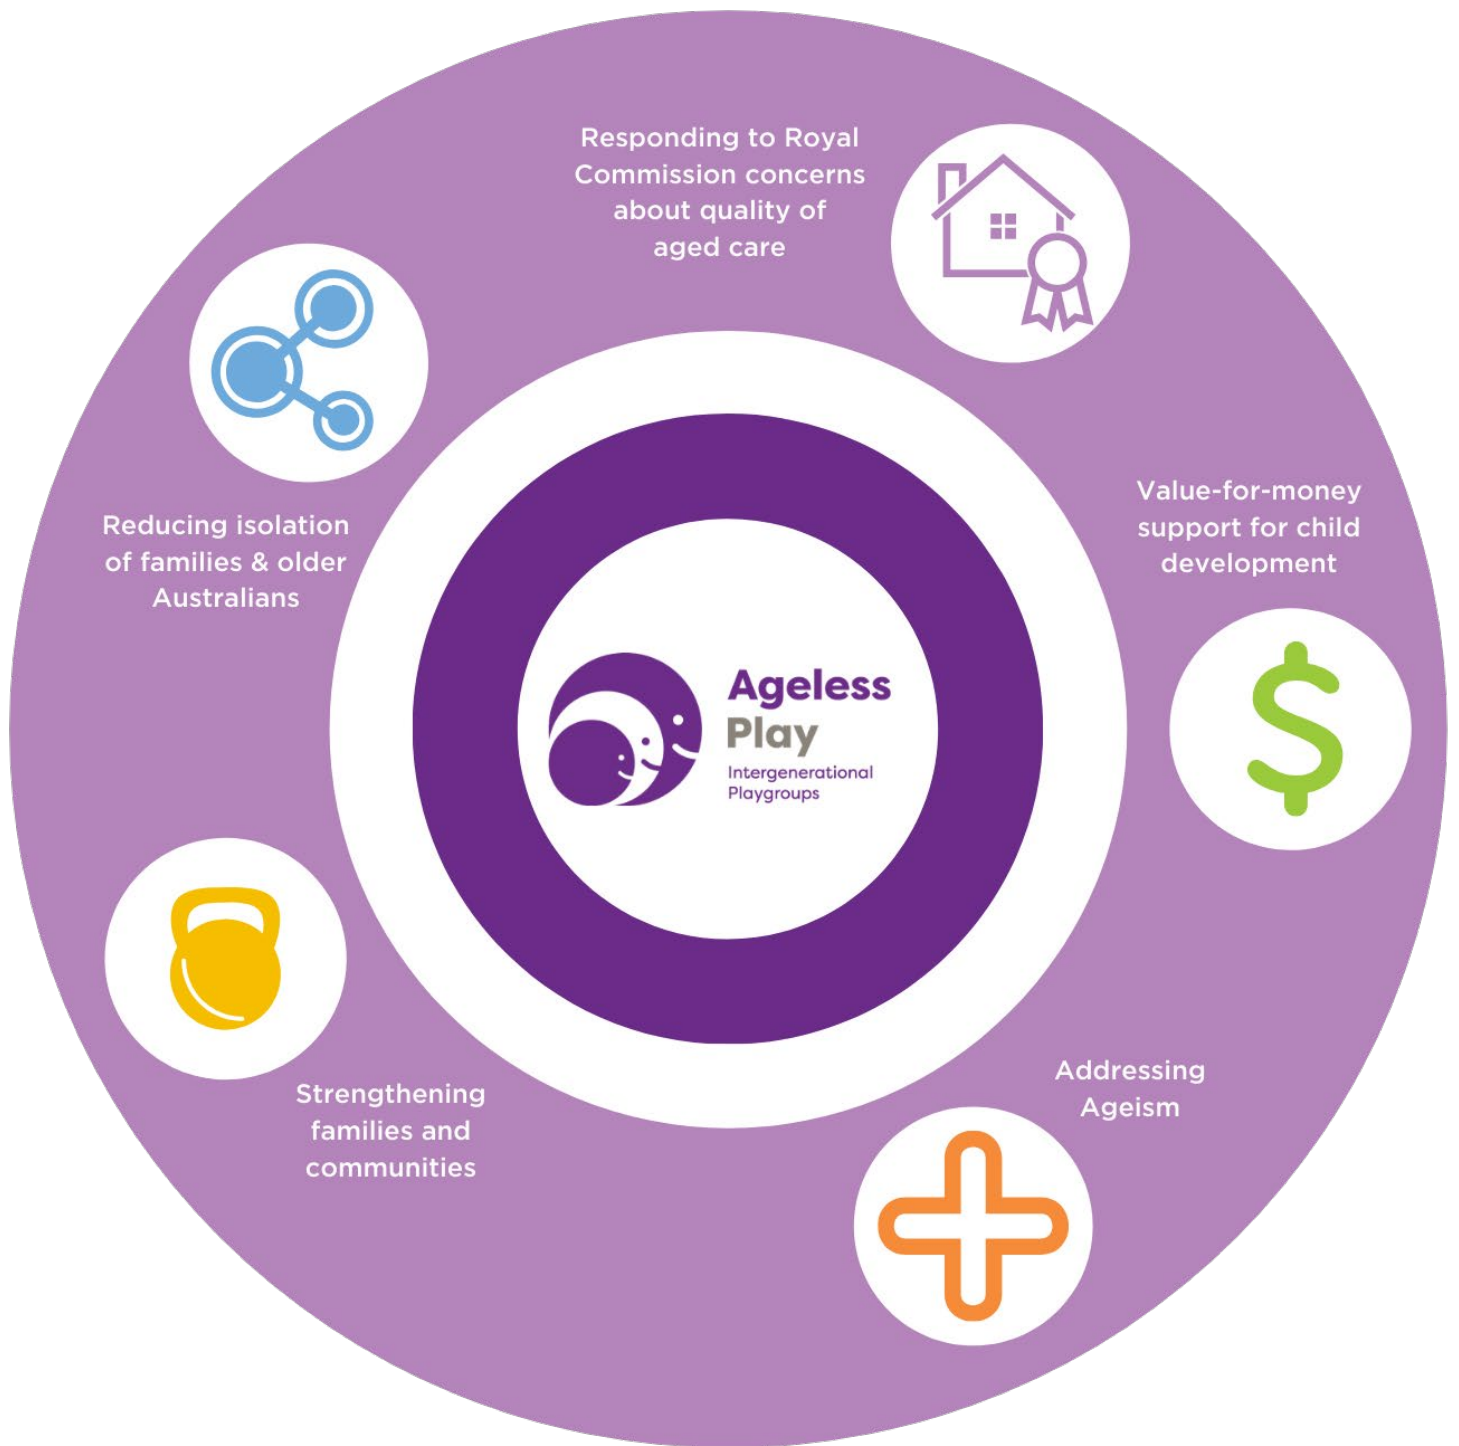 Responding to Royal
Commission concerns
about quality of
aged care
Value-for-money
support for child
development
Reducing isolation
of families & older
Australians
Ageless
Play
Intergenerational
Playgroups
Addressing
Ageism
Strengthening
families and
communities